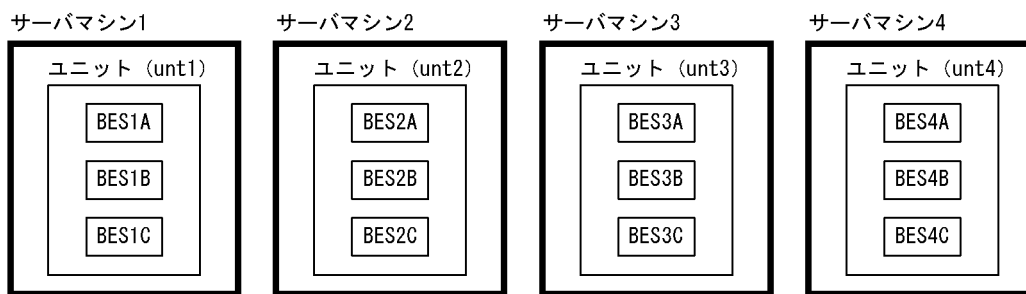 サーバマシン1
サーバマシン2
サーバマシン3
サーバマシン4
ユニット (unt1)
ユニット (unt2)
ユニット (unt3)
ユニット (unt4)
BES1A
BES2A
BES3A
BES4A
BES1B
BES2B
BES3B
BES4B
BES1C
BES2C
BES3C
BES4C